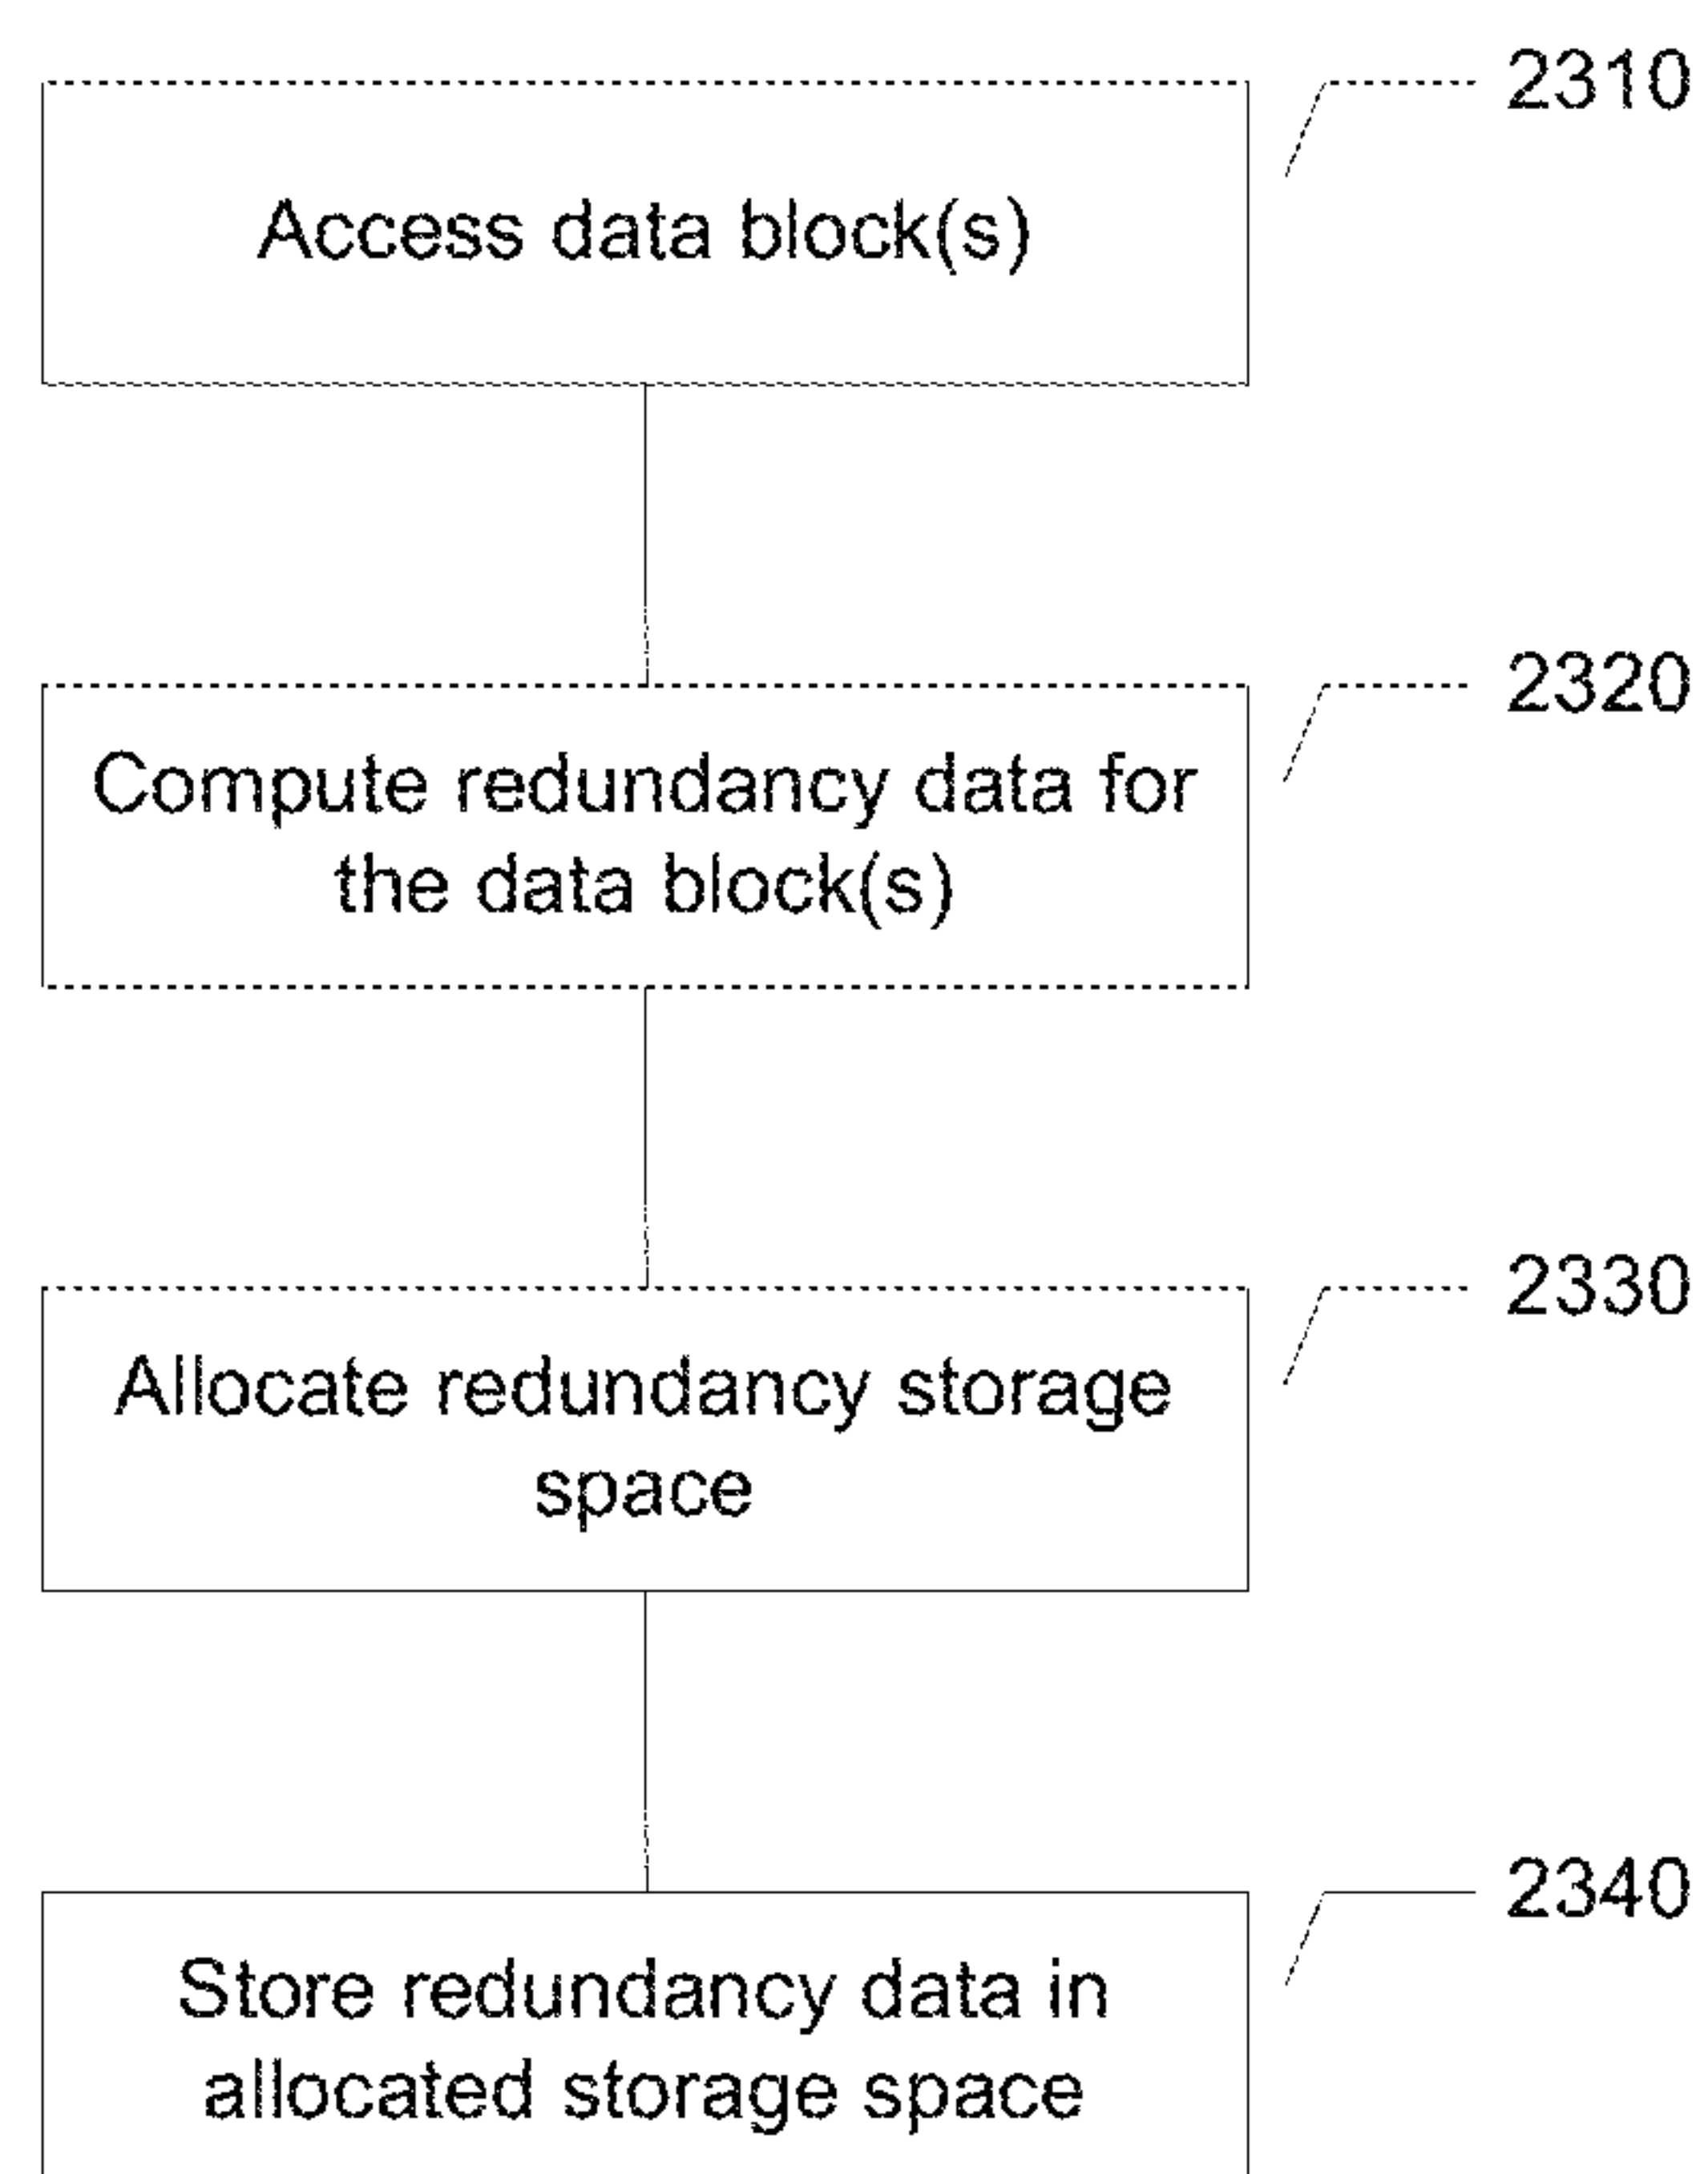 2310
Access data block(s)
2320
Compute redundancy data for
the data block(s)
2330
Allocate redundancy storage
space
2340
Store redundancy data in
allocated storage space